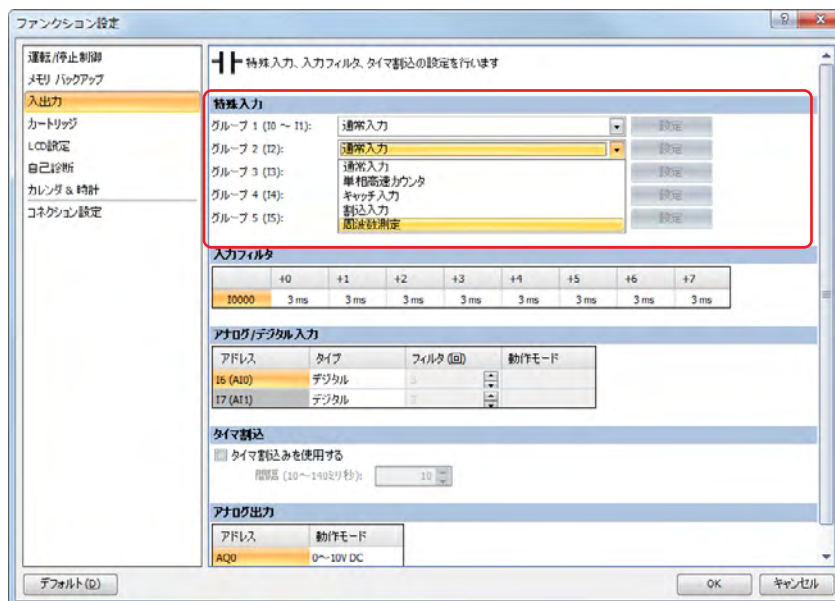 ファンクション設定
運転/停止制御
メモリ バックアップ
入出力
カートリッジ
LCD設定
自己診断
カレンダ & 時計
コネクション設定
特殊入力、入力フィルタ、タイマ割込の設定を行います
特殊入力
グループ 1 (I0 ～ I1): 通常入力 設定
グループ 2 (I2): 通常入力 設定
グループ 3 (I3): 設定
グループ 4 (I4): 設定
グループ 5 (I5):
通常入力
単相高速カウンタ
キャッチ入力
割込入力
周波数測定
入力フィルタ
+0 +1 +2 +3 +4 +5 +6 +7
I0000 3 ms 3 ms 3 ms 3 ms 3 ms 3 ms 3 ms 3 ms
アナログ/デジタル入力
アドレス タイプ フィルタ (回) 動作モード
I6 (AI0) デジタル
I7 (AI1) デジタル
タイマ割込
タイマ割込みを使用する
間隔 (10～140ミリ秒): 10
アナログ出力
アドレス 動作モード
AQ0 0～10V DC
デフォルト(D) OK キャンセル